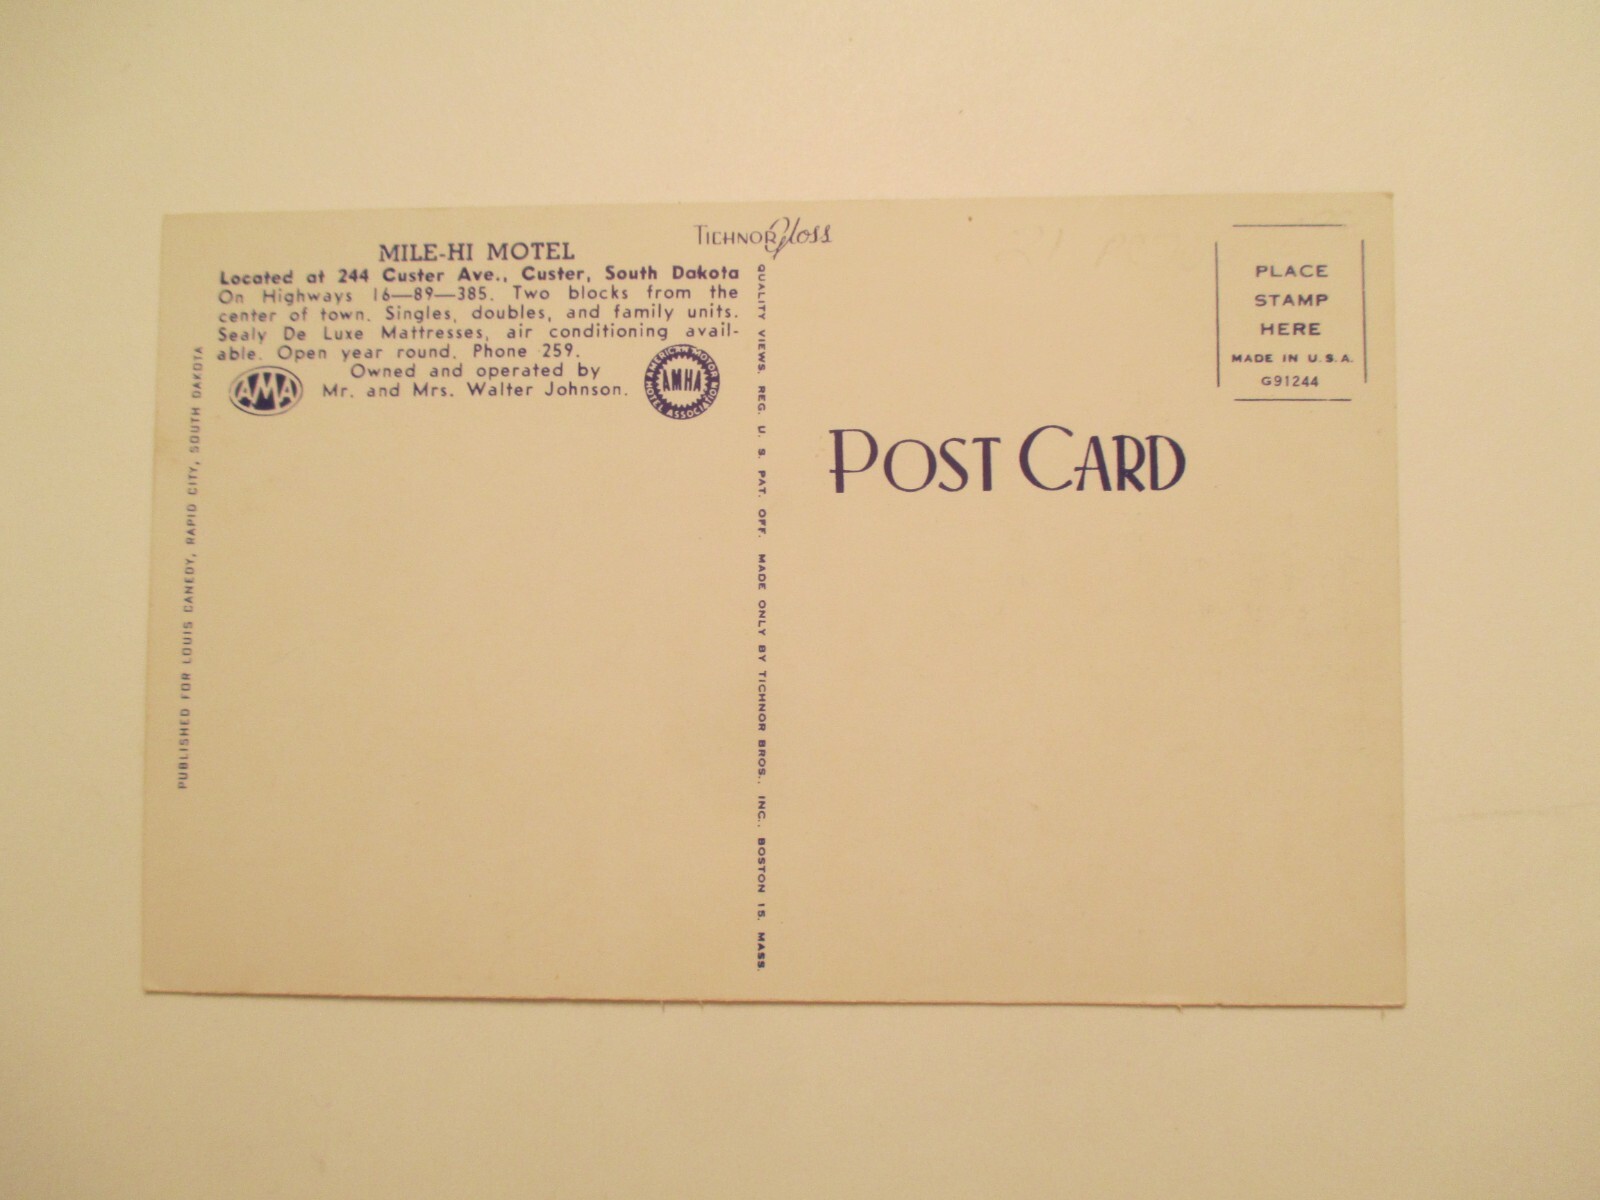 TICHNOR Gloss
MILE-HI MOTEL
Located at 244 Custer Ave., Custer, South Dakota
On Highways 16—89—385. Two blocks from the
center of town. Singles, doubles, and family units.
Sealy De Luxe Mattresses, air conditioning avail-
able. Open year round. Phone 259.
Owned and operated by
Mr. and Mrs. Walter Johnson.
AMA
AMERICAN MOTOR HOTEL ASSOCIATION
AMHA
PUBLISHED FOR LOUIS CANEDY, RAPID CITY, SOUTH DAKOTA
QUALITY VIEWS. REG. U. S. PAT. OFF. MADE ONLY BY TICHNOR BROS., INC., BOSTON 15, MASS.
PLACE
STAMP
HERE
MADE IN U.S.A.
G91244
POST CARD